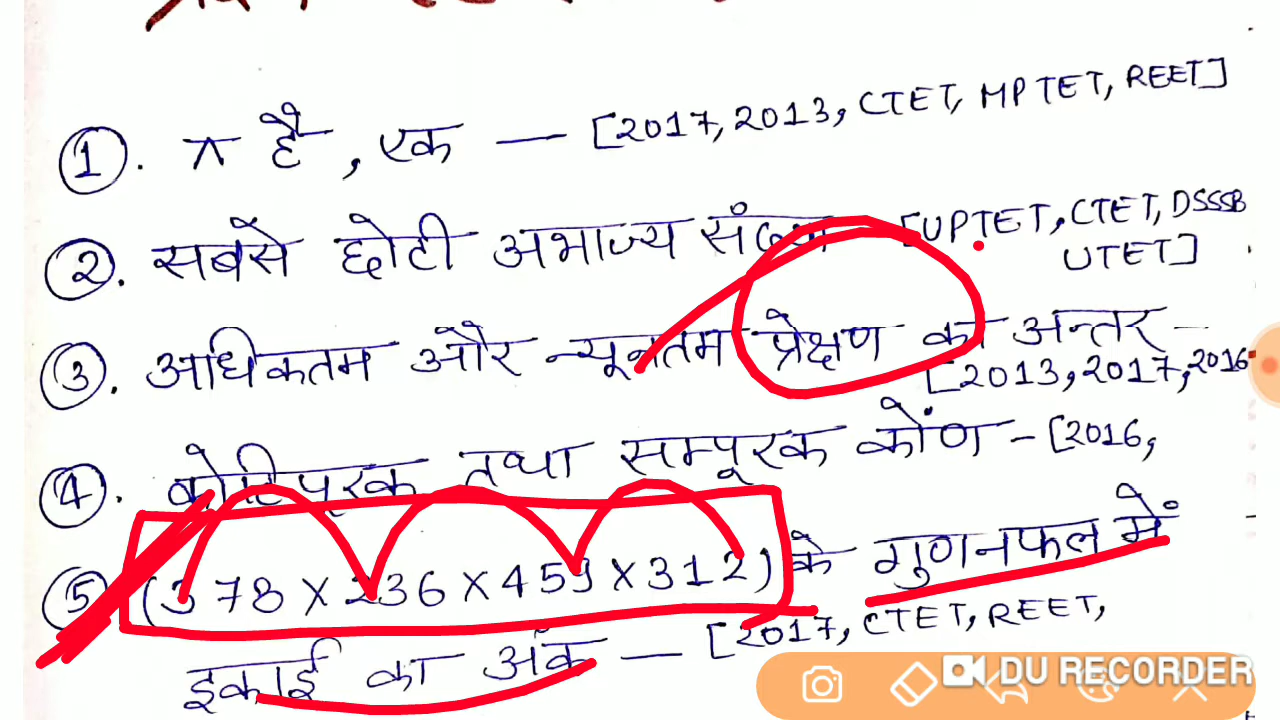 ①. π है, एक — [2017, 2013, CTET, MPTET, REET]
②. सबसे छोटी अभाज्य संख्या [UPTET, CTET, DSSSB
UTET]
③. अधिकतम और न्यूनतम प्रेक्षण का अन्तर —
[2013, 2017, 2016
④. कोटिपूरक तथा सम्पूरक कोंण - [2016,
⑤. (378 × 236 × 459 × 312) के गुणनफल में
इकाई का अंक — [2017, CTET, REET,
DU RECORDER